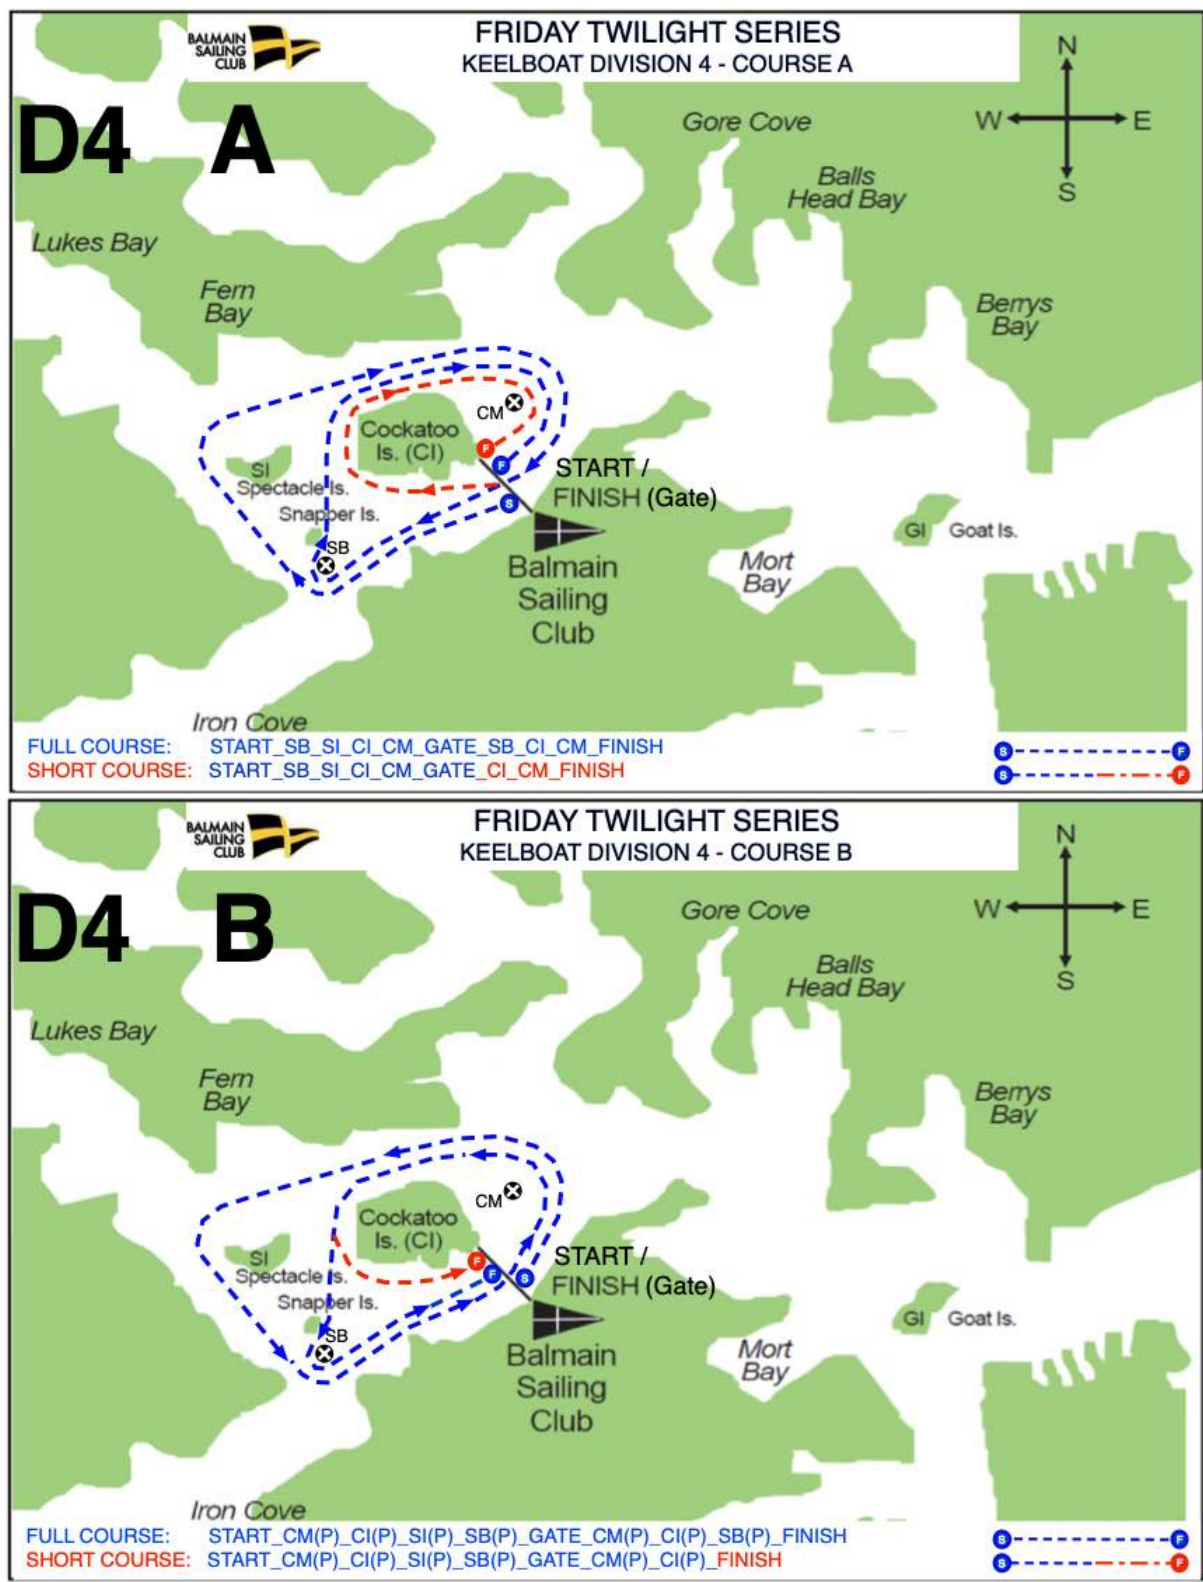 BALMAIN
SAILING
CLUB
FRIDAY TWILIGHT SERIES
KEELBOAT DIVISION 4 - COURSE A
D4 A
N
W E
S
Gore Cove
Balls
Head Bay
Lukes Bay
Fern
Bay
Berrys
Bay
CM
Cockatoo
Is. (CI)
F
F
START /
FINISH (Gate)
S
SI
Spectacle Is.
Snapper Is.
SB
GI Goat Is.
Mort
Bay
Balmain
Sailing
Club
Iron Cove
FULL COURSE: START_SB_SI_CI_CM_GATE_SB_CI_CM_FINISH
S F
SHORT COURSE: START_SB_SI_CI_CM_GATE_CI_CM_FINISH
S F
BALMAIN
SAILING
CLUB
FRIDAY TWILIGHT SERIES
KEELBOAT DIVISION 4 - COURSE B
D4 B
N
W E
S
Gore Cove
Balls
Head Bay
Lukes Bay
Fern
Bay
Berrys
Bay
CM
Cockatoo
Is. (CI)
F
F
S
START /
FINISH (Gate)
SI
Spectacle Is.
Snapper Is.
SB
GI Goat Is.
Mort
Bay
Balmain
Sailing
Club
Iron Cove
FULL COURSE: START_CM(P)_CI(P)_SI(P)_SB(P)_GATE_CM(P)_CI(P)_SB(P)_FINISH
S F
SHORT COURSE: START_CM(P)_CI(P)_SI(P)_SB(P)_GATE_CM(P)_CI(P)_FINISH
S F